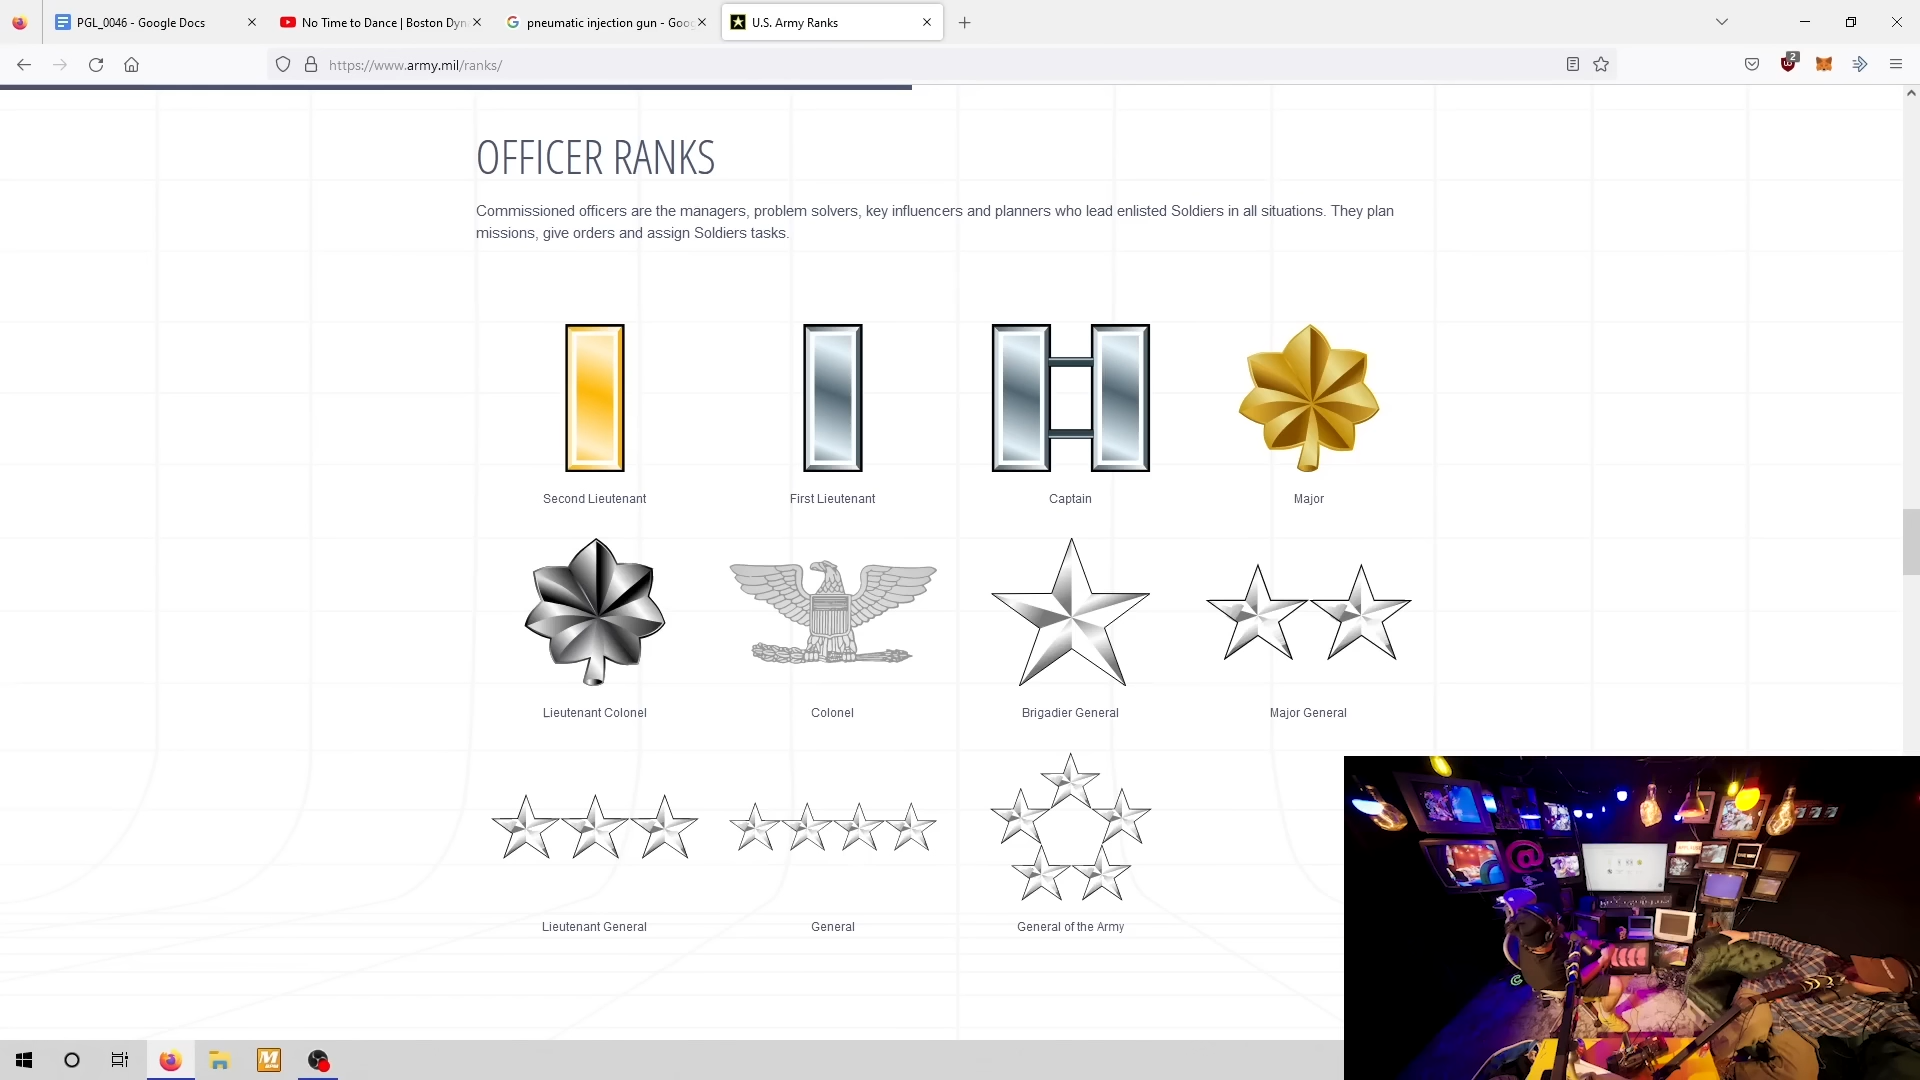 PGL_0046 - Google Docs
No Time to Dance | Boston Dyn
pneumatic injection gun - Goog
U.S. Army Ranks
https://www.army.mil/ranks/
2
OFFICER RANKS
Commissioned officers are the managers, problem solvers, key influencers and planners who lead enlisted Soldiers in all situations. They plan
missions, give orders and assign Soldiers tasks.
Second Lieutenant
First Lieutenant
Captain
Major
Lieutenant Colonel
Colonel
Brigadier General
Major General
Lieutenant General
General
General of the Army